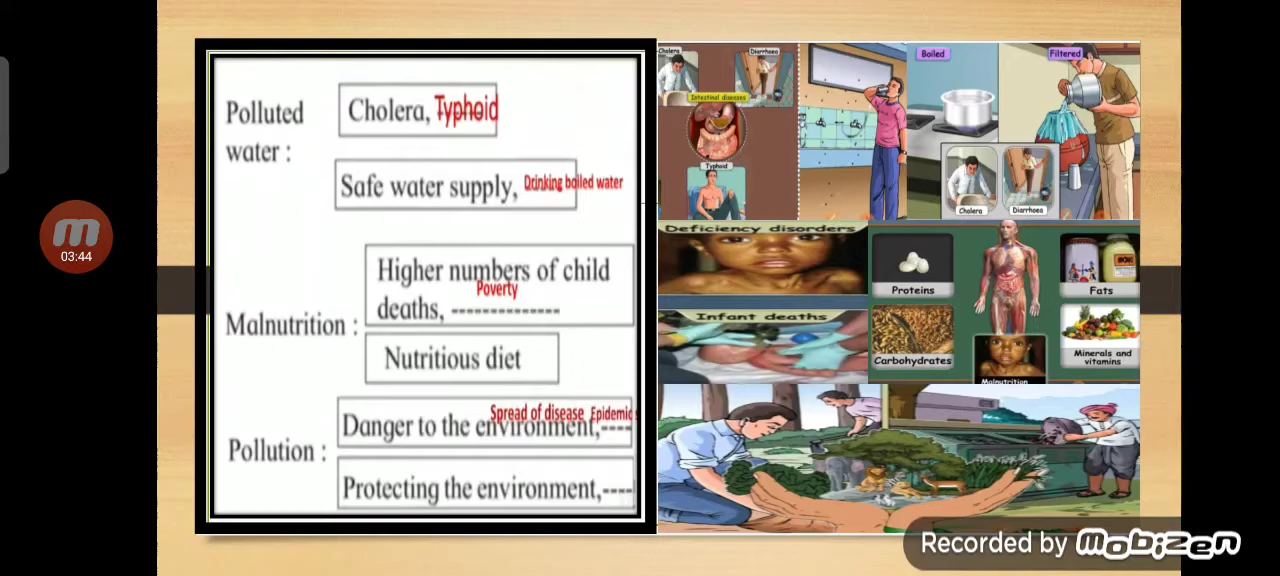 Polluted
water :
Cholera, Typhoid
Safe water supply, Drinking boiled water
Malnutrition :
Higher numbers of child
Poverty
deaths, --------------
Nutritious diet
Pollution :
Spread of disease Epidemics
Danger to the environment,----
Protecting the environment,----
Cholera
Diarrhoea
Intestinal diseases
Typhoid
Boiled
Filtered
Cholera
Diarrhoea
Deficiency disorders
Infant deaths
Proteins
Fats
Carbohydrates
Minerals and
vitamins
Malnutrition
03:44
Recorded by Mobizen